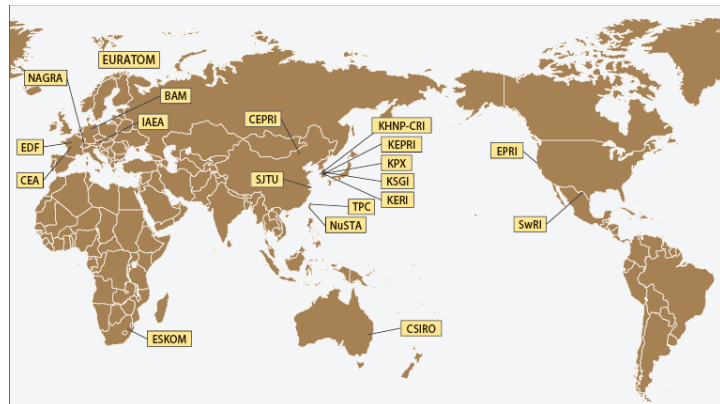 EURATOM
NAGRA
BAM
IAEA
CEPRI
KHNP-CRI
EDF
KEPRI
EPRI
KPX
CEA
SJTU
KSGI
KERI
TPC
SwRI
NuSTA
CSIRO
ESKOM